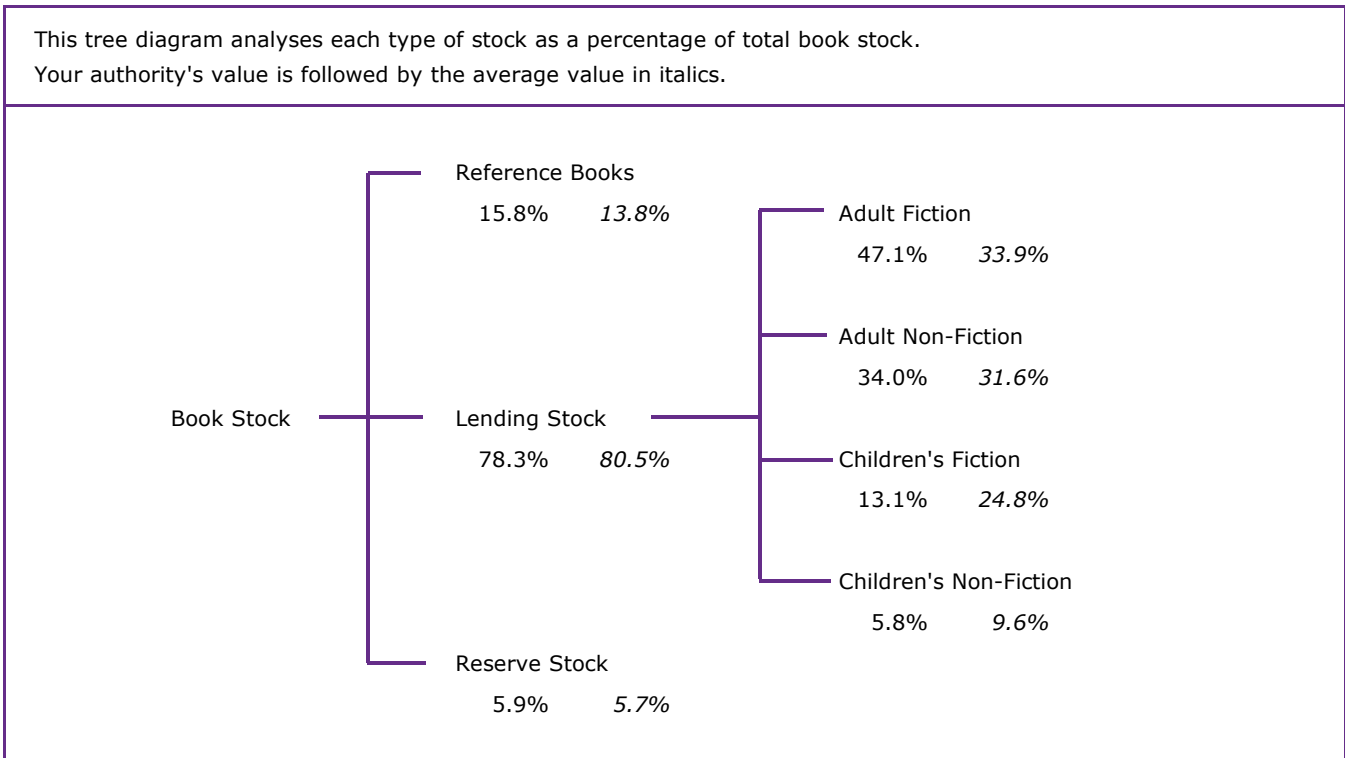 This tree diagram analyses each type of stock as a percentage of total book stock.
Your authority's value is followed by the average value in italics.
Reference Books
15.8% 13.8%
Adult Fiction
47.1% 33.9%
Adult Non-Fiction
34.0% 31.6%
Book Stock
Lending Stock
78.3% 80.5%
Children's Fiction
13.1% 24.8%
Children's Non-Fiction
5.8% 9.6%
Reserve Stock
5.9% 5.7%